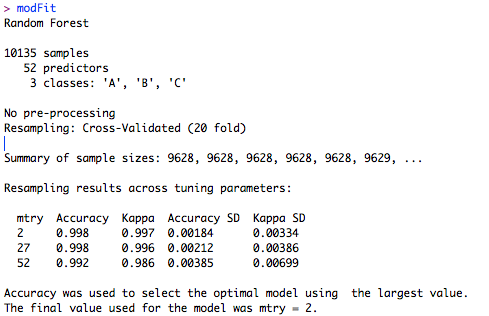 > modFit
Random Forest
10135 samples
52 predictors
3 classes: 'A', 'B', 'C'
No pre-processing
Resampling: Cross-Validated (20 fold)
Summary of sample sizes: 9628, 9628, 9628, 9628, 9628, 9629, ...
Resampling results across tuning parameters:
mtry Accuracy Kappa Accuracy SD Kappa SD
2 0.998 0.997 0.00184 0.00334
27 0.998 0.996 0.00212 0.00386
52 0.992 0.986 0.00385 0.00699
Accuracy was used to select the optimal model using the largest value.
The final value used for the model was mtry = 2.